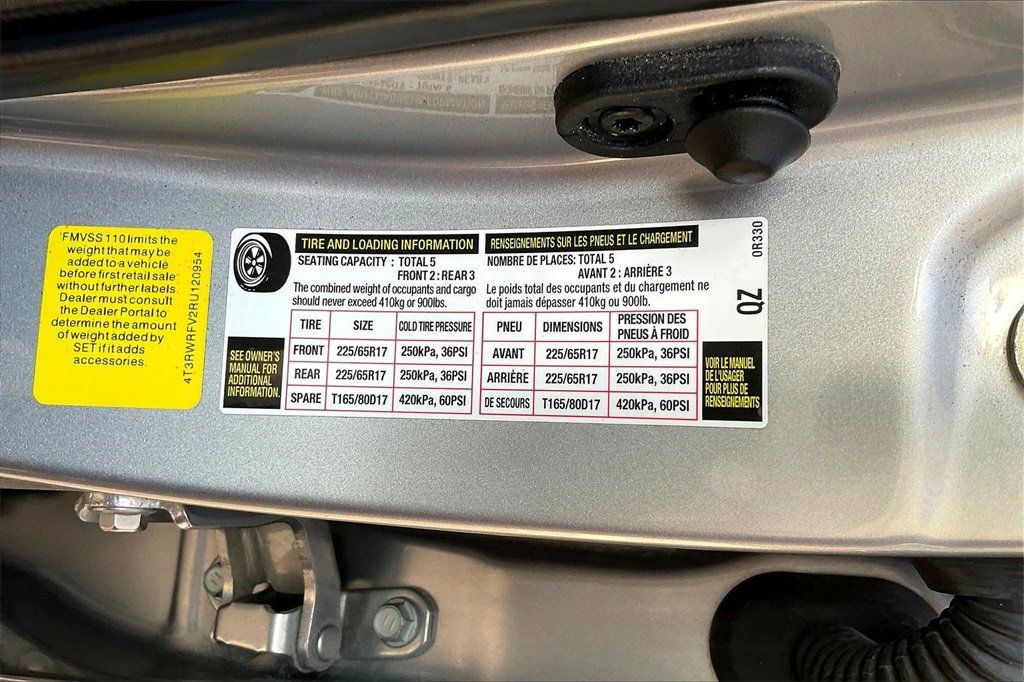 FMVSS 110 limits the
weight that may be
added to a vehicle
before first retail sale
without further labels.
Dealer must consult
the Dealer Portal to
determine the amount
of weight added by
SET if it adds
accessories.
4T3RWRFV2RU120954
TIRE AND LOADING INFORMATION
SEATING CAPACITY : TOTAL 5
FRONT 2 : REAR 3
The combined weight of occupants and cargo
should never exceed 410kg or 900lbs.
TIRE SIZE COLD TIRE PRESSURE
FRONT 225/65R17 250kPa, 36PSI
REAR 225/65R17 250kPa, 36PSI
SPARE T165/80D17 420kPa, 60PSI
SEE OWNER'S
MANUAL FOR
ADDITIONAL
INFORMATION.
RENSEIGNEMENTS SUR LES PNEUS ET LE CHARGEMENT
NOMBRE DE PLACES: TOTAL 5
AVANT 2 : ARRIÈRE 3
Le poids total des occupants et du chargement ne
doit jamais dépasser 410kg ou 900lb.
PNEU DIMENSIONS PRESSION DES
PNEUS À FROID
AVANT 225/65R17 250kPa, 36PSI
ARRIÈRE 225/65R17 250kPa, 36PSI
DE SECOURS T165/80D17 420kPa, 60PSI
VOIR LE MANUEL
DE L'USAGER
POUR PLUS DE
RENSEIGNEMENTS
QZ
0R330